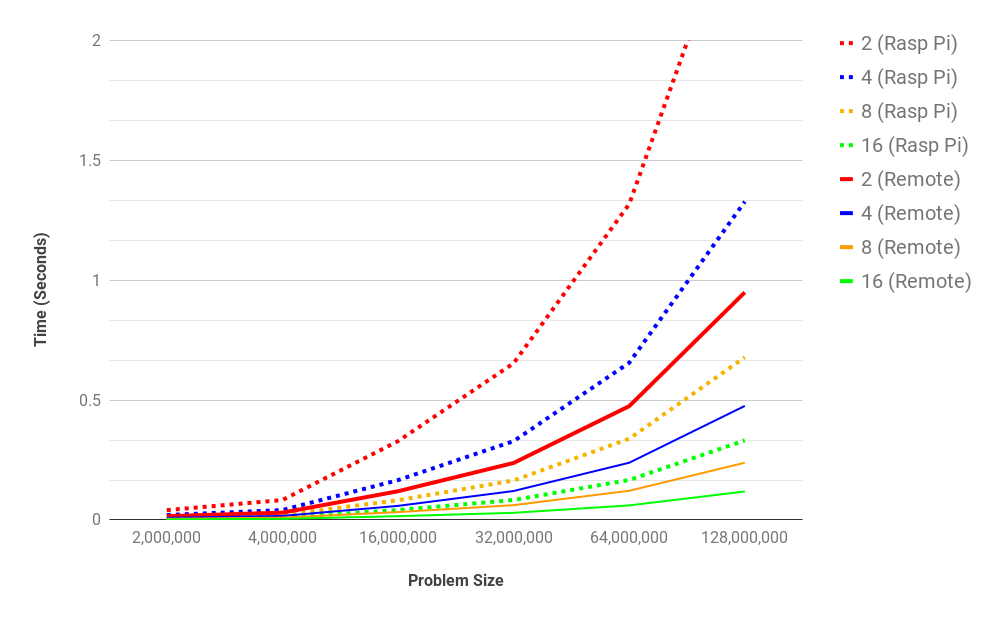 2
1.5
1
0.5
0
Time (Seconds)
2,000,000
4,000,000
16,000,000
32,000,000
64,000,000
128,000,000
Problem Size
2 (Rasp Pi)
4 (Rasp Pi)
8 (Rasp Pi)
16 (Rasp Pi)
2 (Remote)
4 (Remote)
8 (Remote)
16 (Remote)